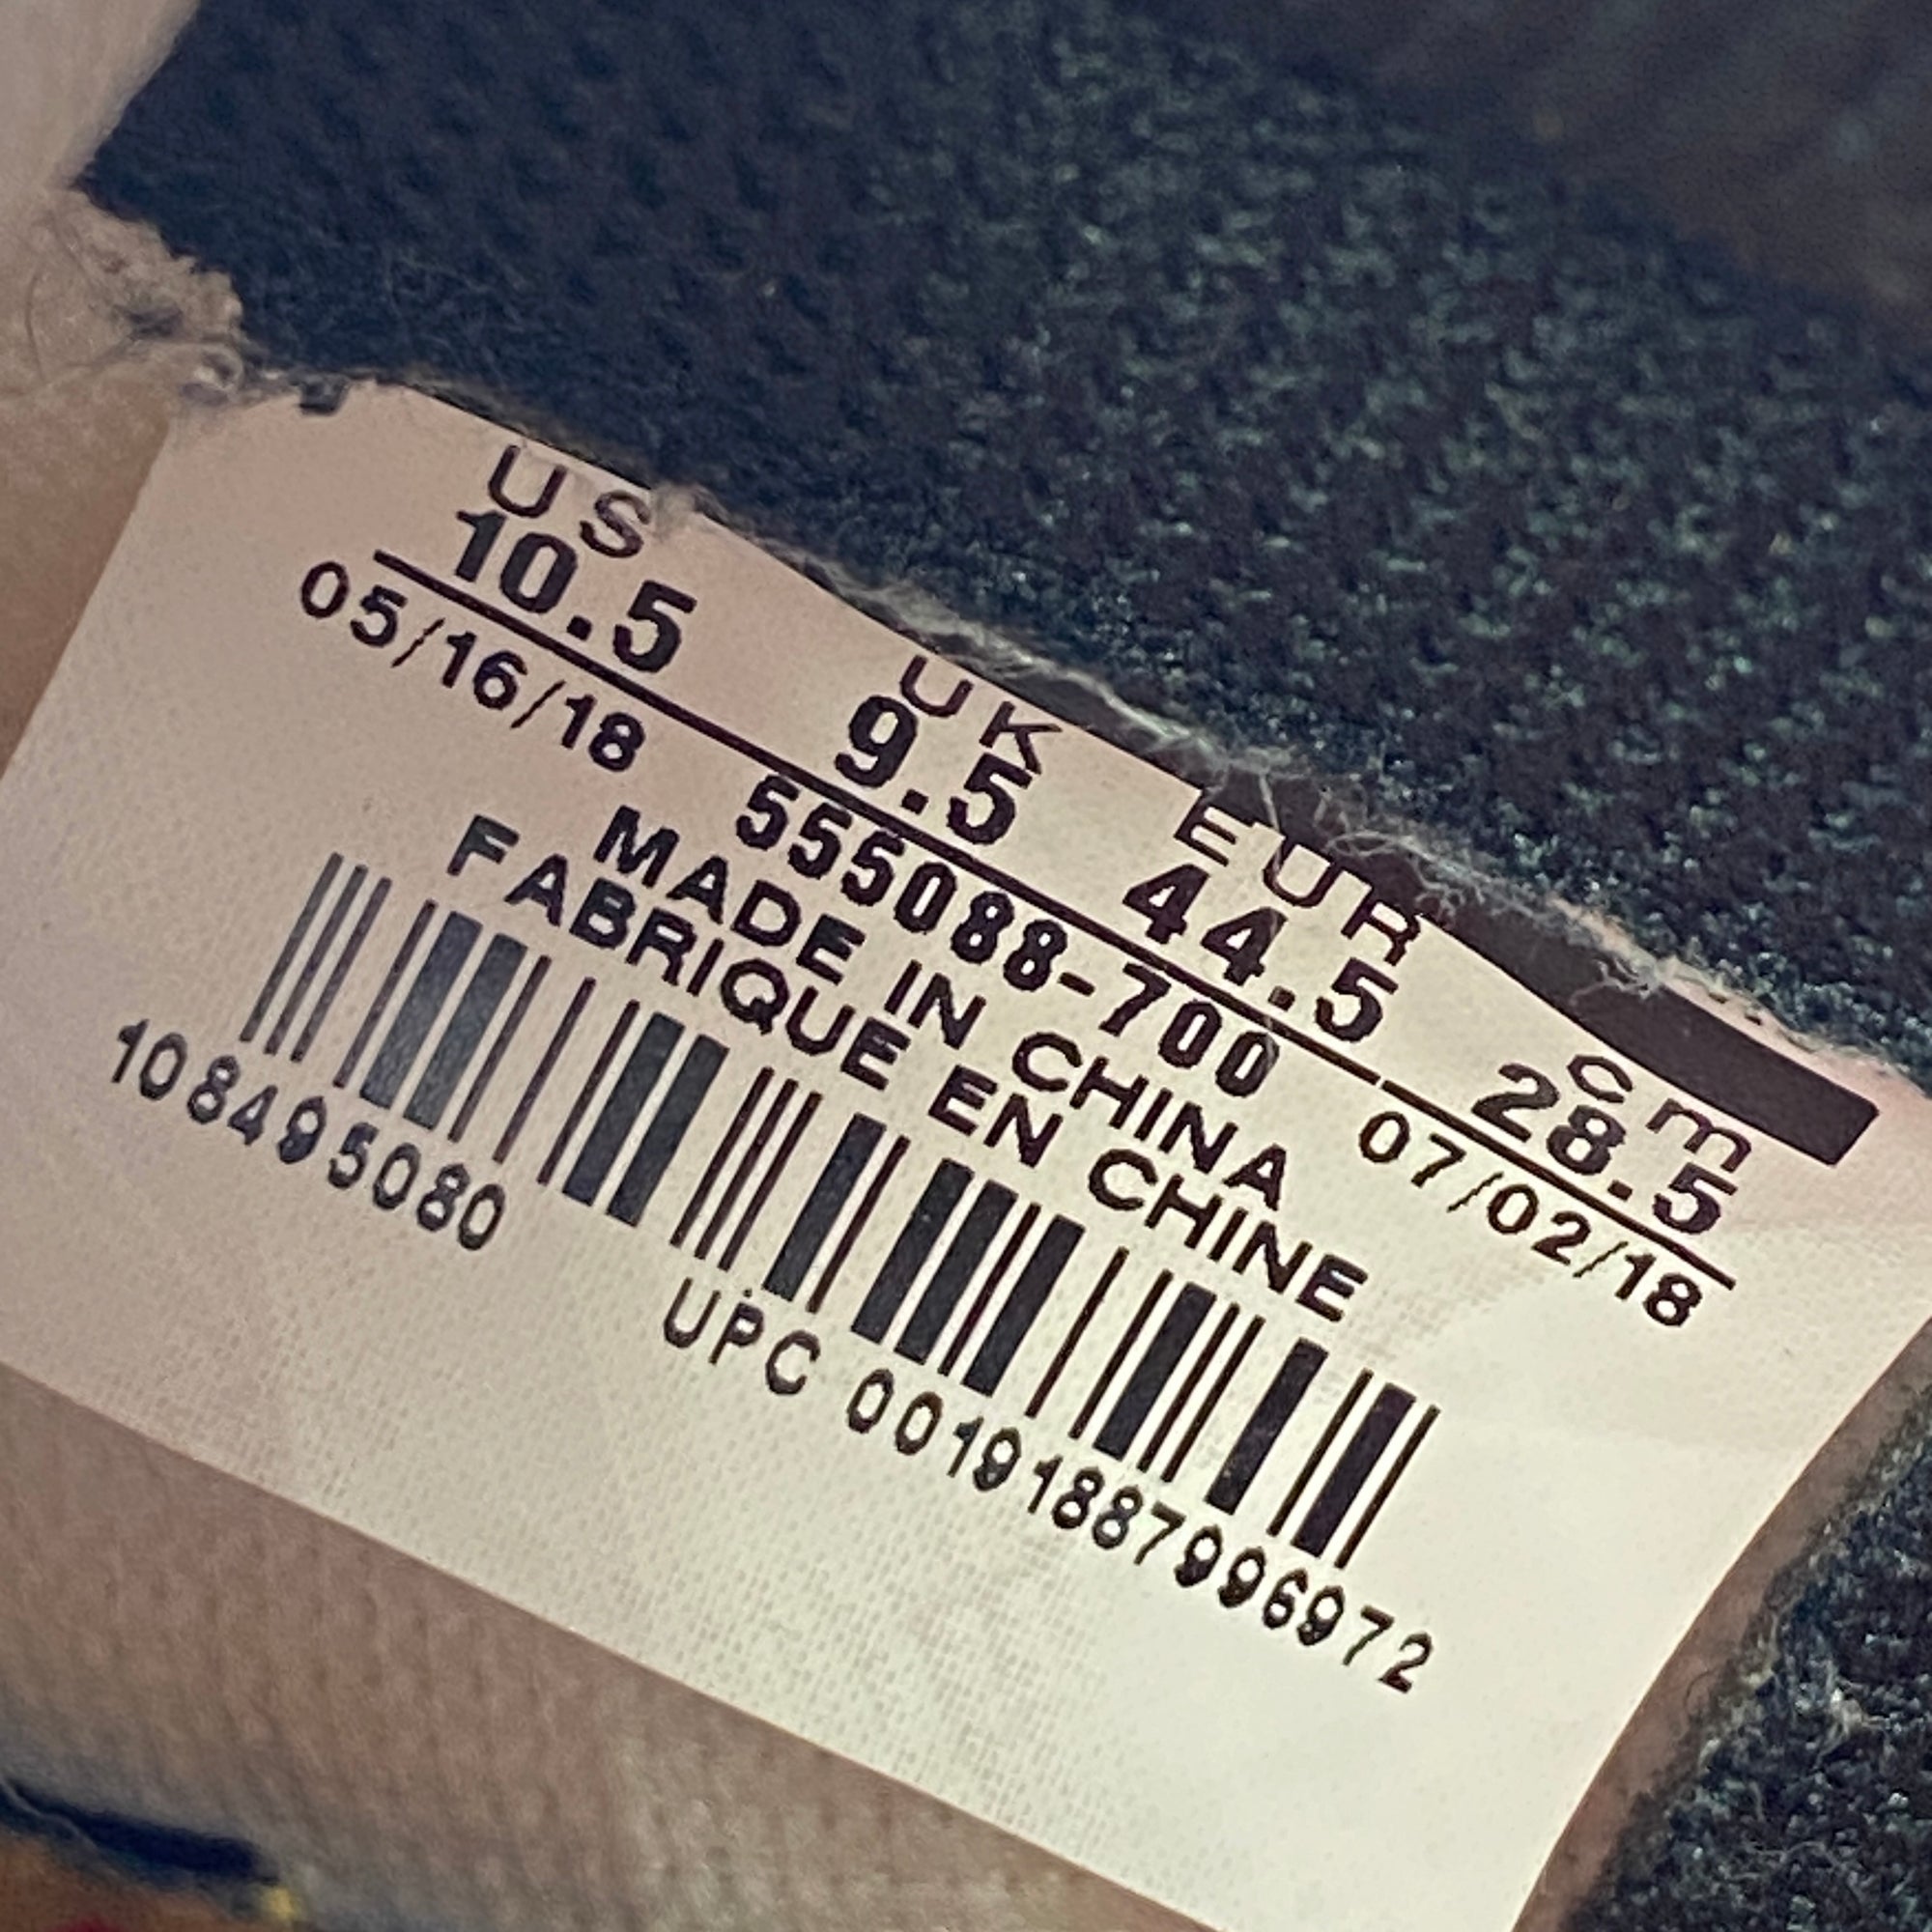 US UK EUR cm
10.5 9.5 44.5 28.5
05/16/18 555088-700 07/02/18
MADE IN CHINA
FABRIQUE EN CHINE
108495080
UPC 00191887996972